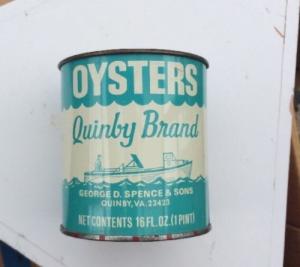 OYSTERS
Quinby Brand
GEORGE D. SPENCE & SONS
QUINBY, VA. 23423
NET CONTENTS 16 FL. OZ. (1 PINT)